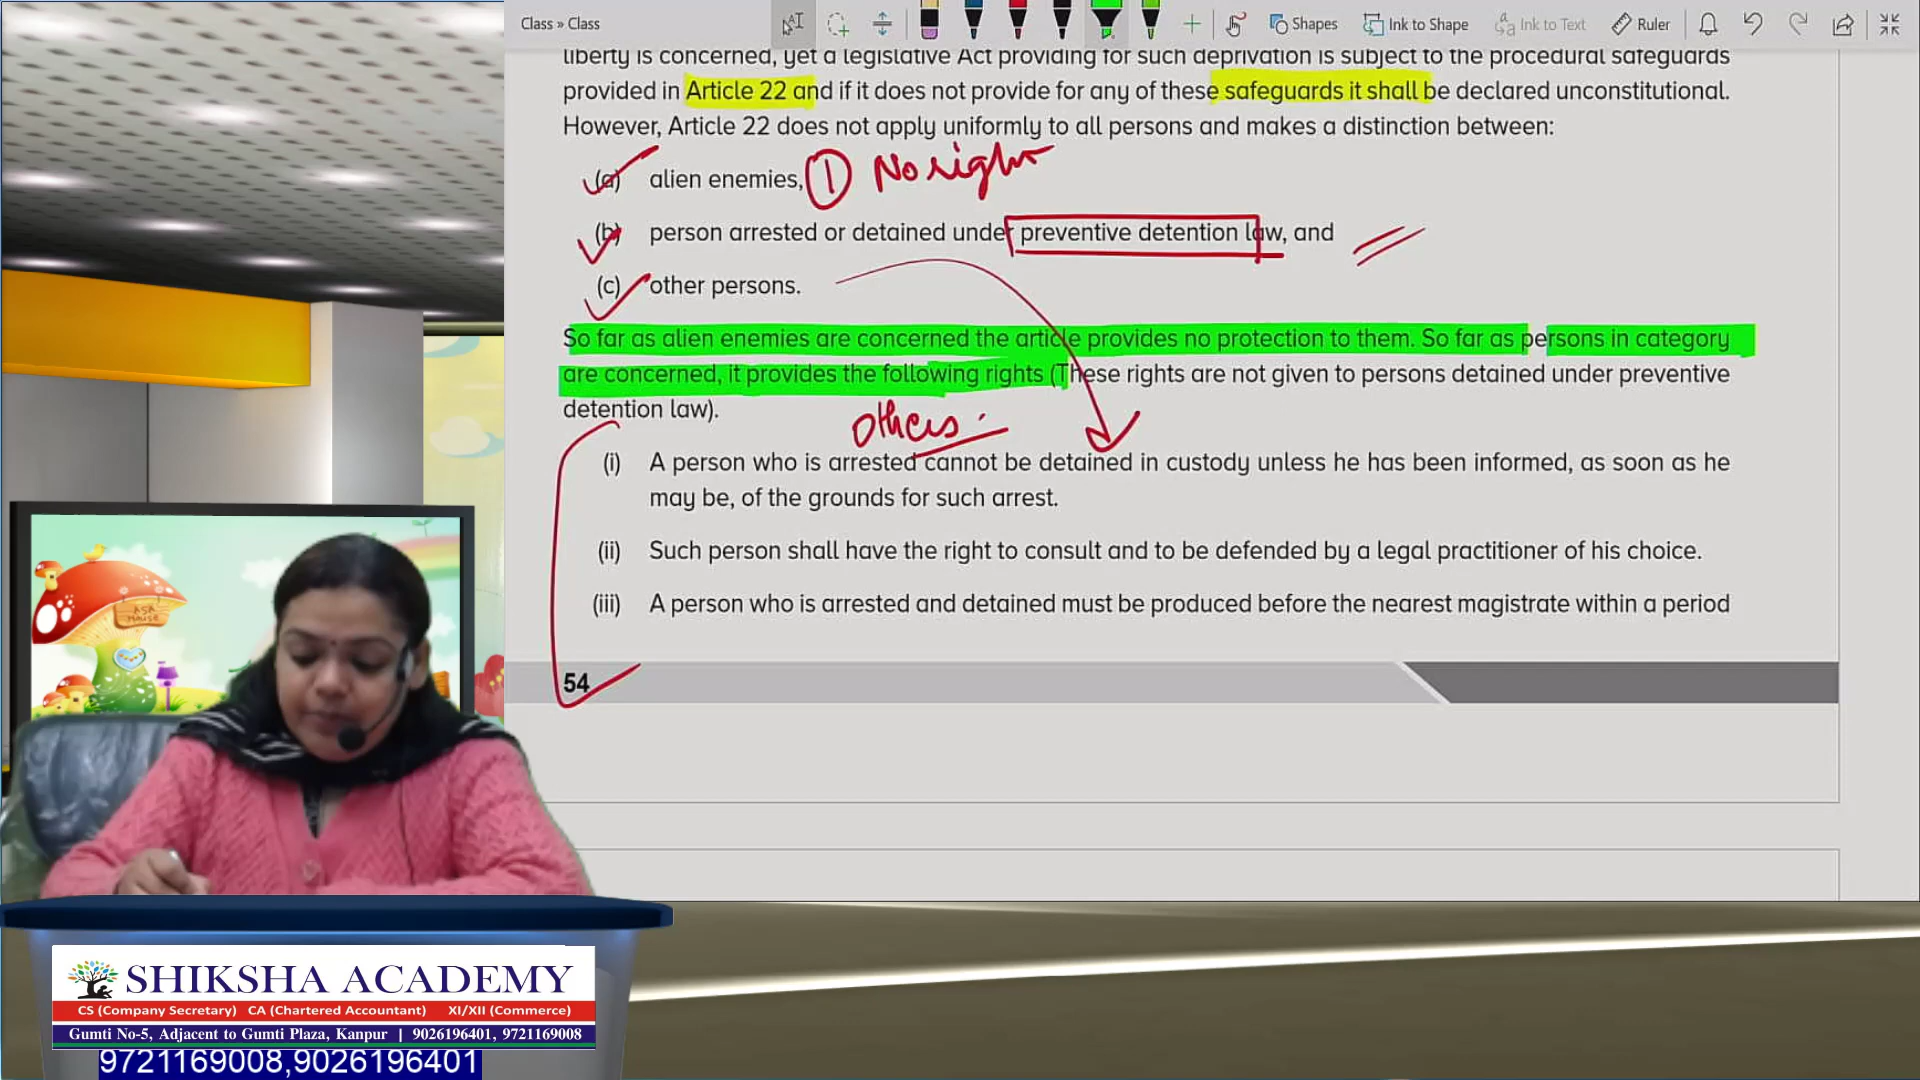 Class » Class
Shapes
Ink to Shape
Ink to Text
Ruler
liberty is concerned, yet a legislative Act providing for such deprivation is subject to the procedural safeguards
provided in Article 22 and if it does not provide for any of these safeguards it shall be declared unconstitutional.
However, Article 22 does not apply uniformly to all persons and makes a distinction between:
(a) alien enemies, ① No right
(b) person arrested or detained under preventive detention law, and
(c) other persons.
So far as alien enemies are concerned the article provides no protection to them. So far as persons in category
are concerned, it provides the following rights (These rights are not given to persons detained under preventive
detention law).
Others :
(i) A person who is arrested cannot be detained in custody unless he has been informed, as soon as he
may be, of the grounds for such arrest.
(ii) Such person shall have the right to consult and to be defended by a legal practitioner of his choice.
(iii) A person who is arrested and detained must be produced before the nearest magistrate within a period
54
ASA
House
SHIKSHA ACADEMY
CS (Company Secretary) CA (Chartered Accountant) XI/XII (Commerce)
Gumti No-5, Adjacent to Gumti Plaza, Kanpur | 9026196401, 9721169008
9721169008,9026196401